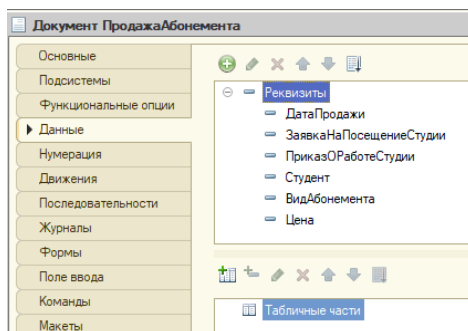 Документ ПродажаАбонемента
Основные
Подсистемы
Функциональные опции
Данные
Нумерация
Движения
Последовательности
Журналы
Формы
Поле ввода
Команды
Макеты
Реквизиты
ДатаПродажи
ЗаявкаНаПосещениеСтудии
ПриказОРаботеСтудии
Студент
ВидАбонемента
Цена
Табличные части